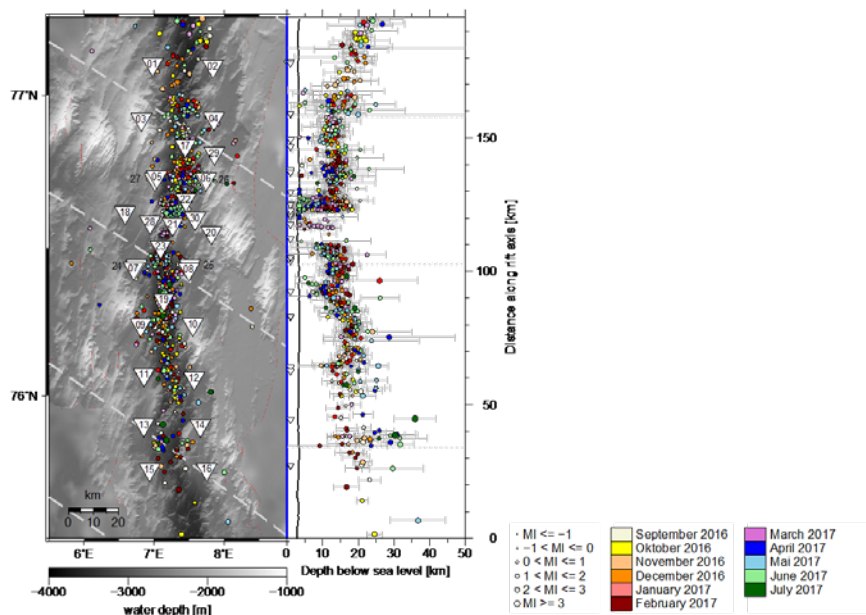 77°N
76°N
01
02
03
04
17
29
27
05
06
26
22
18
28
21
30
20
23
24
07
08
25
19
09
10
11
12
13
14
15
16
km
0 10 20
6°E
7°E
8°E
0
10
20
30
40
50
Depth below sea level [km]
150
100
50
0
Distance along rift axis [km]
−4000
−3000
−2000
−1000
water depth [m]
Ml <= −1
−1 < Ml <= 0
0 < Ml <= 1
1 < Ml <= 2
2 < Ml <= 3
Ml >= 3
September 2016
Oktober 2016
November 2016
December 2016
January 2017
February 2017
March 2017
April 2017
Mai 2017
June 2017
July 2017